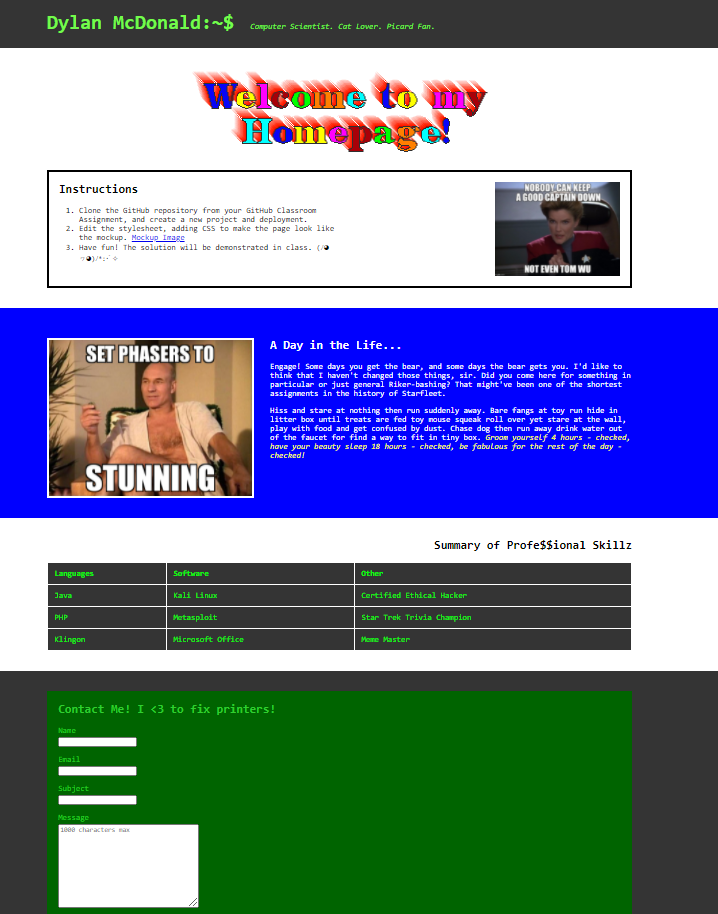 Dylan McDonald:~$ Computer Scientist. Cat Lover. Picard Fan.
Welcome to my
Homepage!
Instructions
1. Clone the GitHub repository from your GitHub Classroom
Assignment, and create a new project and deployment.
2. Edit the stylesheet, adding CSS to make the page look like
the mockup. Mockup Image
3. Have fun! The solution will be demonstrated in class.
NOBODY CAN KEEP
A GOOD CAPTAIN DOWN
NOT EVEN TOM WU
SET PHASERS TO
STUNNING
A Day in the Life...
Engage! Some days you get the bear, and some days the bear gets you. I'd like to
think that I haven't changed those things, sir. Did you come here for something in
particular or just general Riker-bashing? That might've been one of the shortest
assignments in the history of Starfleet.
Hiss and stare at nothing then run suddenly away. Bare fangs at toy run hide in
litter box until treats are fed toy mouse squeak roll over yet stare at the wall,
play with food and get confused by dust. Chase dog then run away drink water out
of the faucet for find a way to fit in tiny box. Groom yourself 4 hours - checked,
have your beauty sleep 18 hours - checked, be fabulous for the rest of the day -
checked!
Summary of Profe$$ional Skillz
Languages Software Other
Java Kali Linux Certified Ethical Hacker
PHP Metasploit Star Trek Trivia Champion
Klingon Microsoft Office Meme Master
Contact Me! I <3 to fix printers!
Name
Email
Subject
Message
1000 characters max